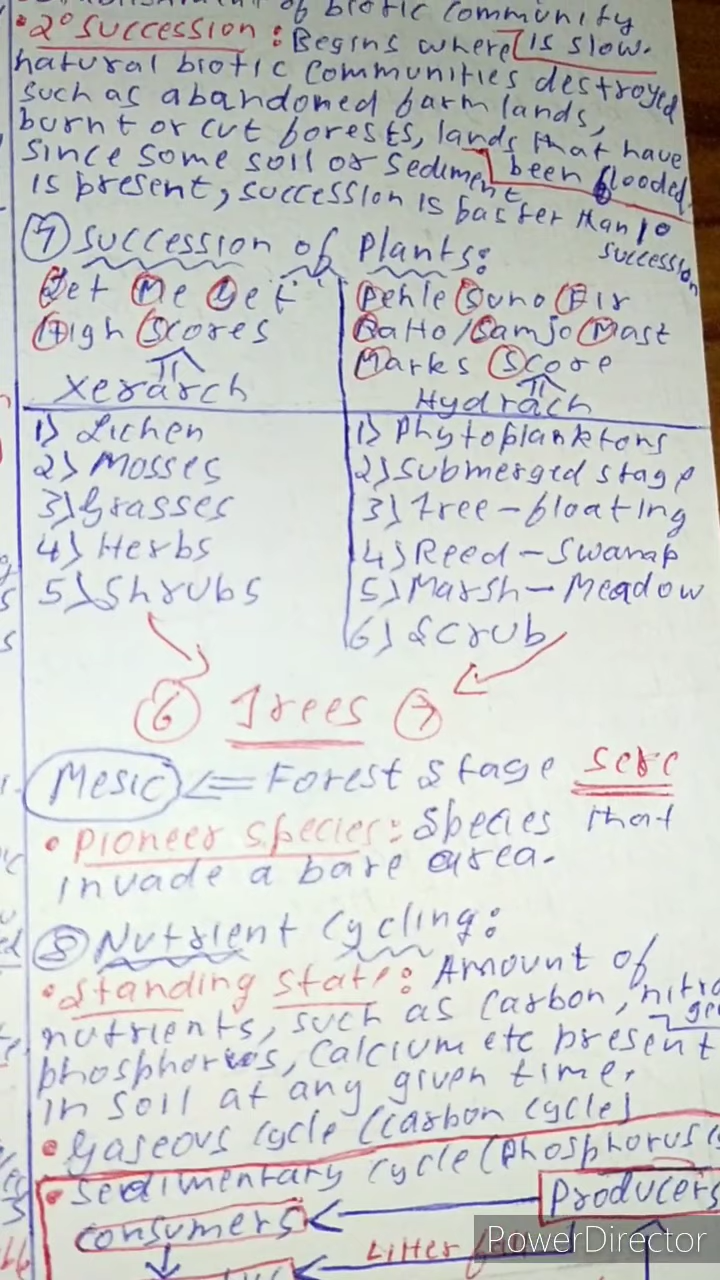 of biotic community
• 2° Succession : Begins where is slow.
natural biotic communities destroyed
such as abandoned farm lands,
burnt or cut forests, lands that have
since some soil or sediment been flooded
is present, succession is faster than 1°
succession
7 Succession of Plants:
Let Me Get
High Scores
Xerarch
1) Lichen
2) Mosses
3) Grasses
4) Herbs
5) Shrubs
Pehle Suno Fir
Ratto/Samjo Mast
Marks Score
Hydrach
1) Phytoplanktons
2) Submerged stage
3) Free-floating
4) Reed-Swamp
5) Marsh-Meadow
6) Scrub
6 Trees 7
Mesic <= Forest Stage sere
• Pioneer species: Species that
invade a bare area.
8 Nutrient Cycling:
• Standing State: Amount of
nutrients, such as carbon, nitro
gen
phosphorus, calcium etc present
in soil at any given time.
• Gaseous cycle (carbon cycle)
• Sedimentary cycle (Phosphorus
Producers
Consumers
Litter fall
PowerDirector